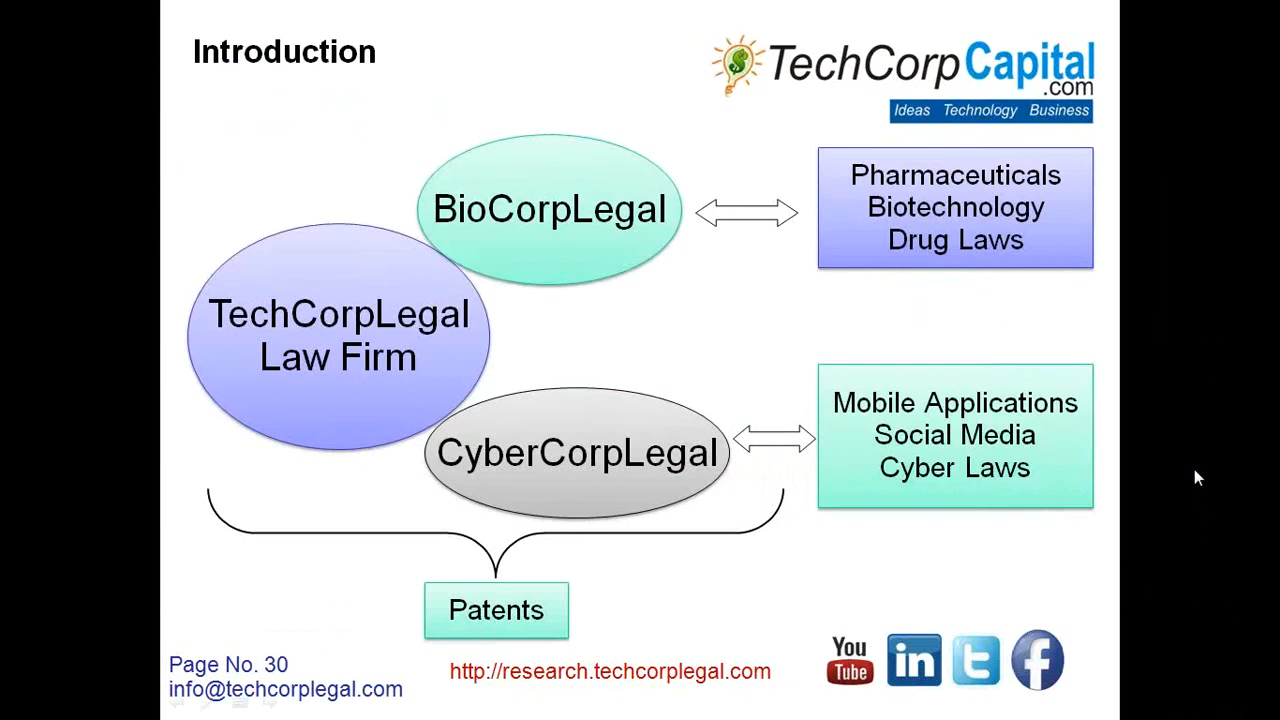 Introduction
TechCorpCapital
.com
Ideas Technology Business
BioCorpLegal
Pharmaceuticals
Biotechnology
Drug Laws
TechCorpLegal
Law Firm
CyberCorpLegal
Mobile Applications
Social Media
Cyber Laws
Patents
Page No. 30
info@techcorplegal.com
http://research.techcorplegal.com
You
Tube
in
t
f